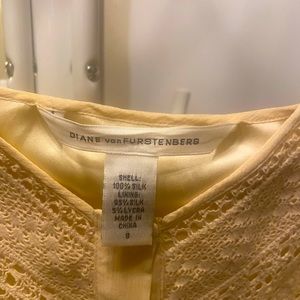 DIANE von FURSTENBERG
SHELL:
100% SILK
LINING:
95% SILK
5% LYCRA
MADE IN
CHINA
8